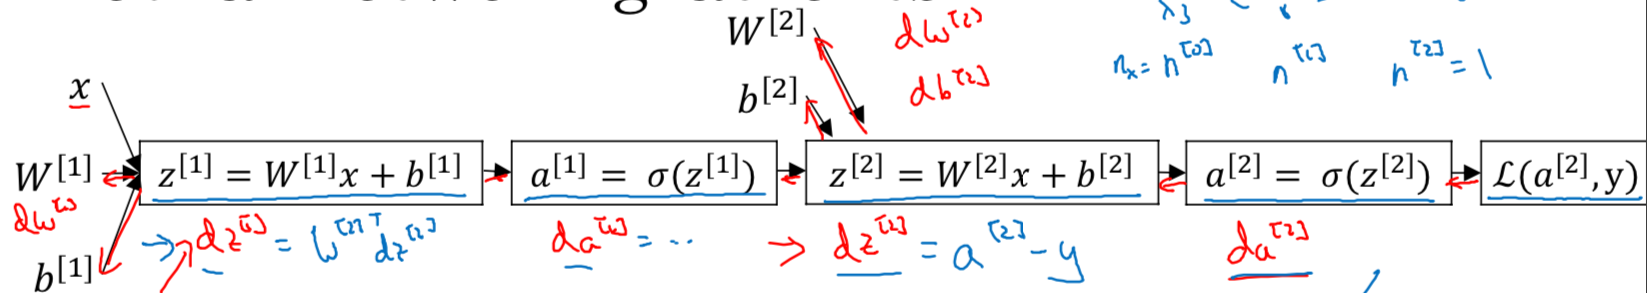 W^[2] dW^[2]
x
b^[2] db^[2] n_x = n^[0] n^[1] n^[2] = 1
W^[1] z^[1] = W^[1]x + b^[1] a^[1] = σ(z^[1]) z^[2] = W^[2]x + b^[2] a^[2] = σ(z^[2]) ℒ(a^[2],y)
dW^[1]
b^[1] → dz^[1] = W^[2]T dz^[2] da^[1] = .. → dz^[2] = a^[2] - y da^[2]